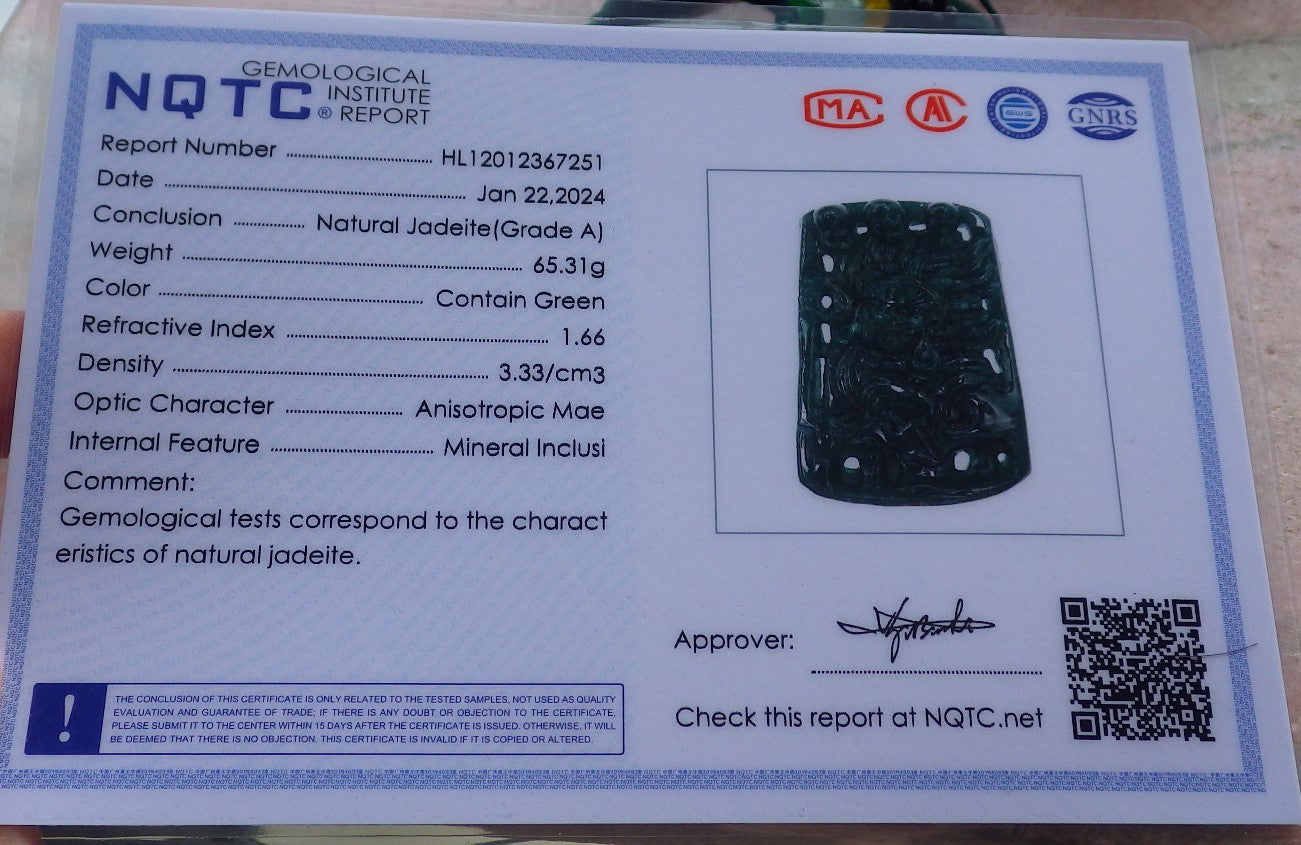 NQTC® GEMOLOGICAL INSTITUTE REPORT
MA
AL
GNRS
Report Number HL12012367251
Date Jan 22,2024
Conclusion Natural Jadeite(Grade A)
Weight 65.31g
Color Contain Green
Refractive Index 1.66
Density 3.33/cm3
Optic Character Anisotropic Mae
Internal Feature Mineral Inclusi
Comment:
Gemological tests correspond to the charact
eristics of natural jadeite.
Approver:
Check this report at NQTC.net
! THE CONCLUSION OF THIS CERTIFICATE IS ONLY RELATED TO THE TESTED SAMPLES, NOT USED AS QUALITY
EVALUATION AND GUARANTEE OF TRADE; IF THERE IS ANY DOUBT OR OBJECTION TO THE CERTIFICATE,
PLEASE SUBMIT IT TO THE CENTER WITHIN 15 DAYS AFTER THE CERTIFICATE IS ISSUED. OTHERWISE, IT WILL
BE DEEMED THAT THERE IS NO OBJECTION. THIS CERTIFICATE IS INVALID IF IT IS COPIED OR ALTERED.